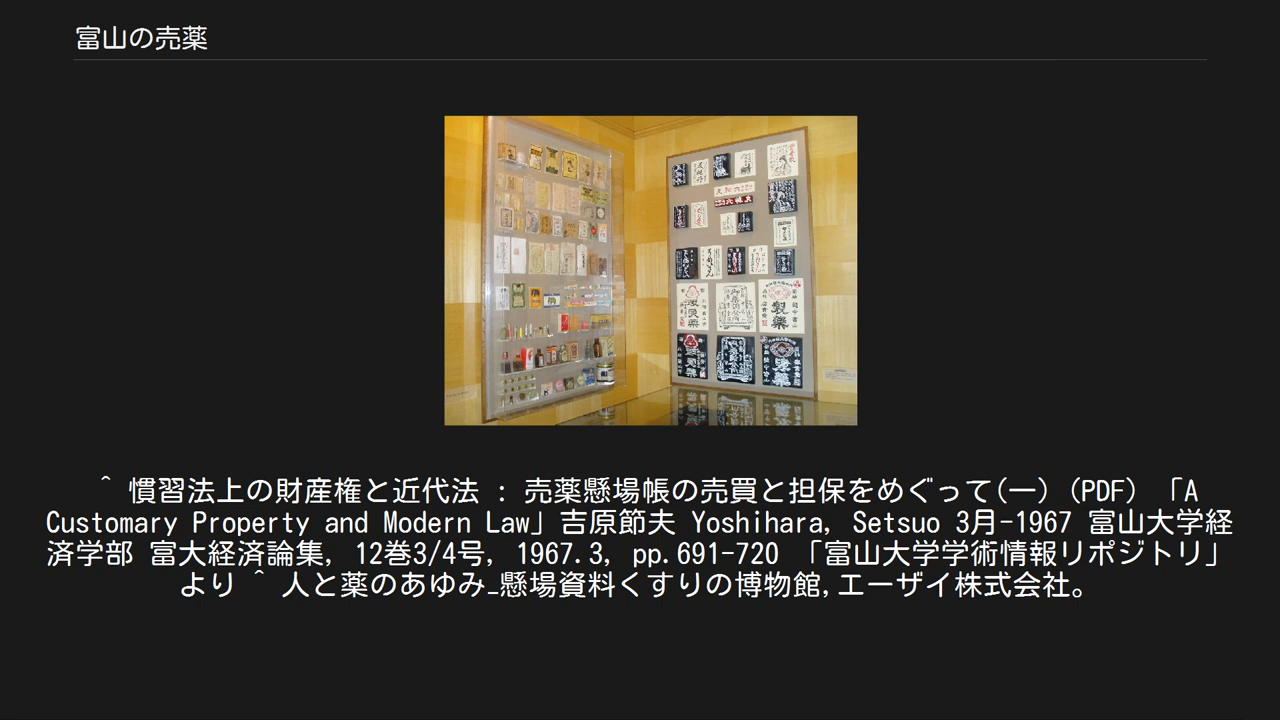 富山の売薬
製薬
^ 慣習法上の財産権と近代法 : 売薬懸場帳の売買と担保をめぐって(一) (PDF) 「A
Customary Property and Modern Law」吉原節夫 Yoshihara, Setsuo 3月-1967 富山大学経
済学部 富大経済論集, 12巻3/4号, 1967.3, pp.691-720 「富山大学学術情報リポジトリ」
より ^ 人と薬のあゆみ_懸場資料くすりの博物館,エーザイ株式会社。